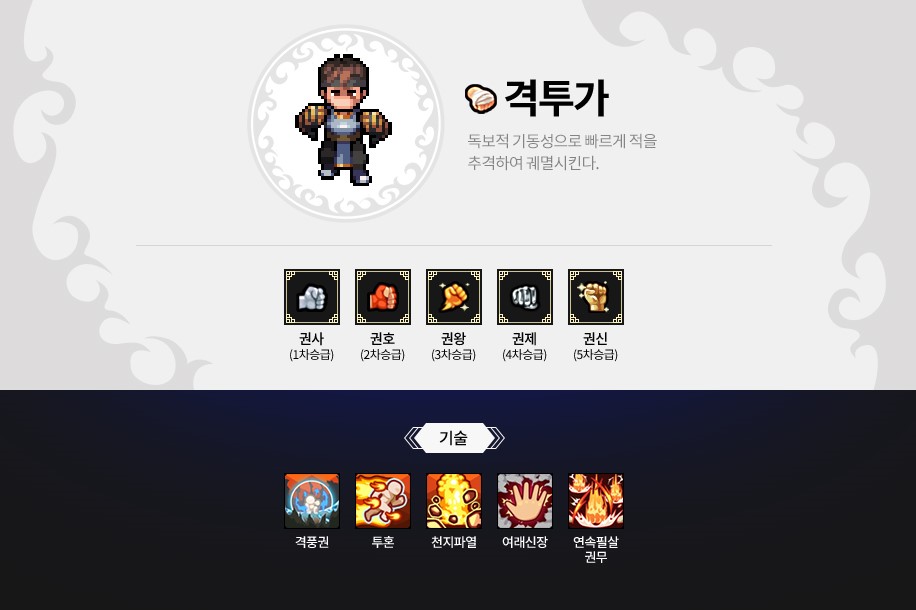 격투가
독보적 기동성으로 빠르게 적을
추격하여 궤멸시킨다.
권사 권호 권왕 권제 권신
(1차승급) (2차승급) (3차승급) (4차승급) (5차승급)
기술
격풍권 투혼 천지파열 여래신장 연속필살
권무